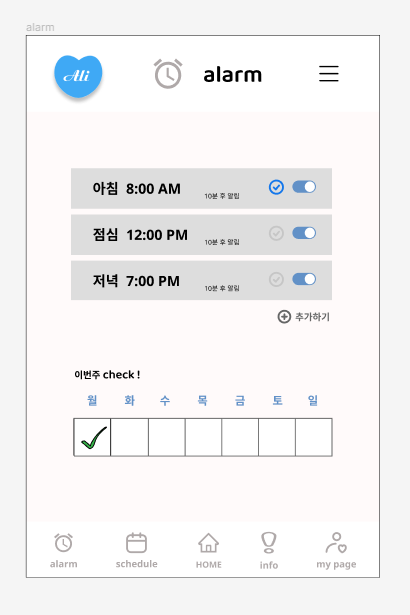 alarm
Ali
alarm
아침 8:00 AM 10분 후 알림
점심 12:00 PM 10분 후 알림
저녁 7:00 PM 10분 후 알림
추가하기
이번주 check !
월 화 수 목 금 토 일
alarm schedule HOME info my page